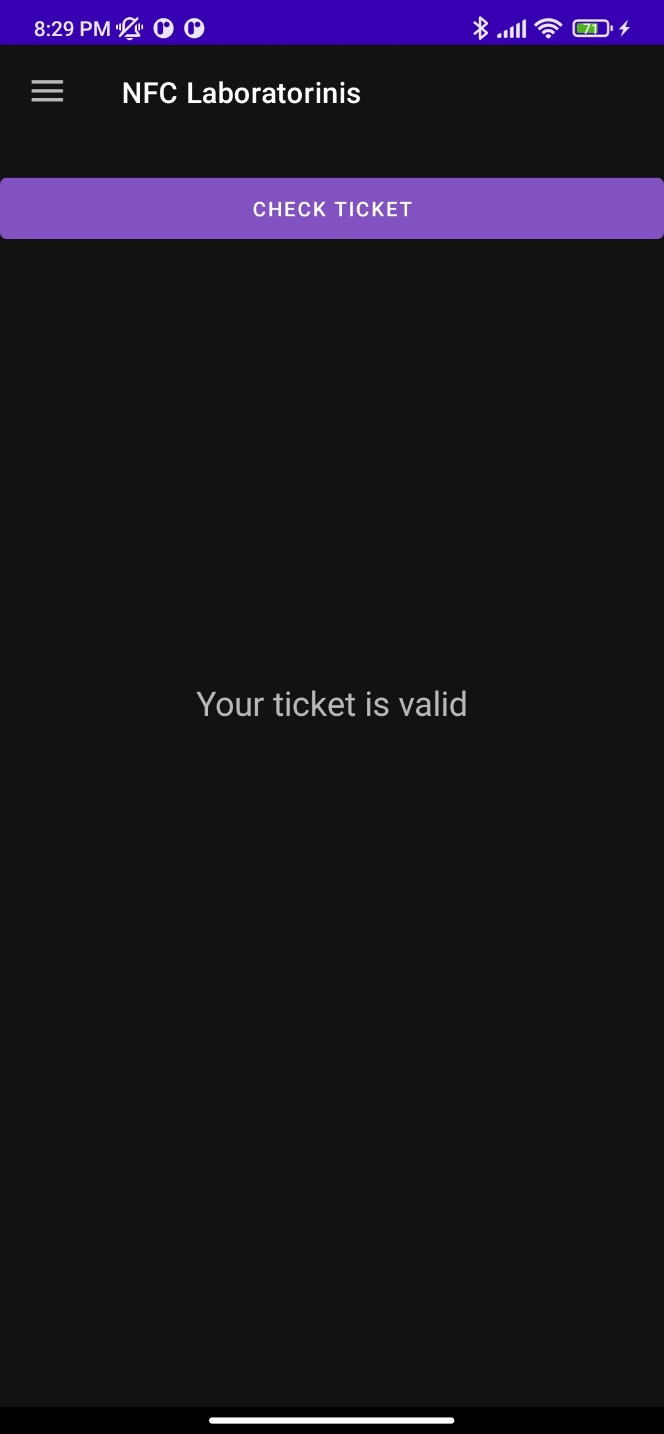 8:29 PM
71
NFC Laboratorinis
CHECK TICKET
Your ticket is valid